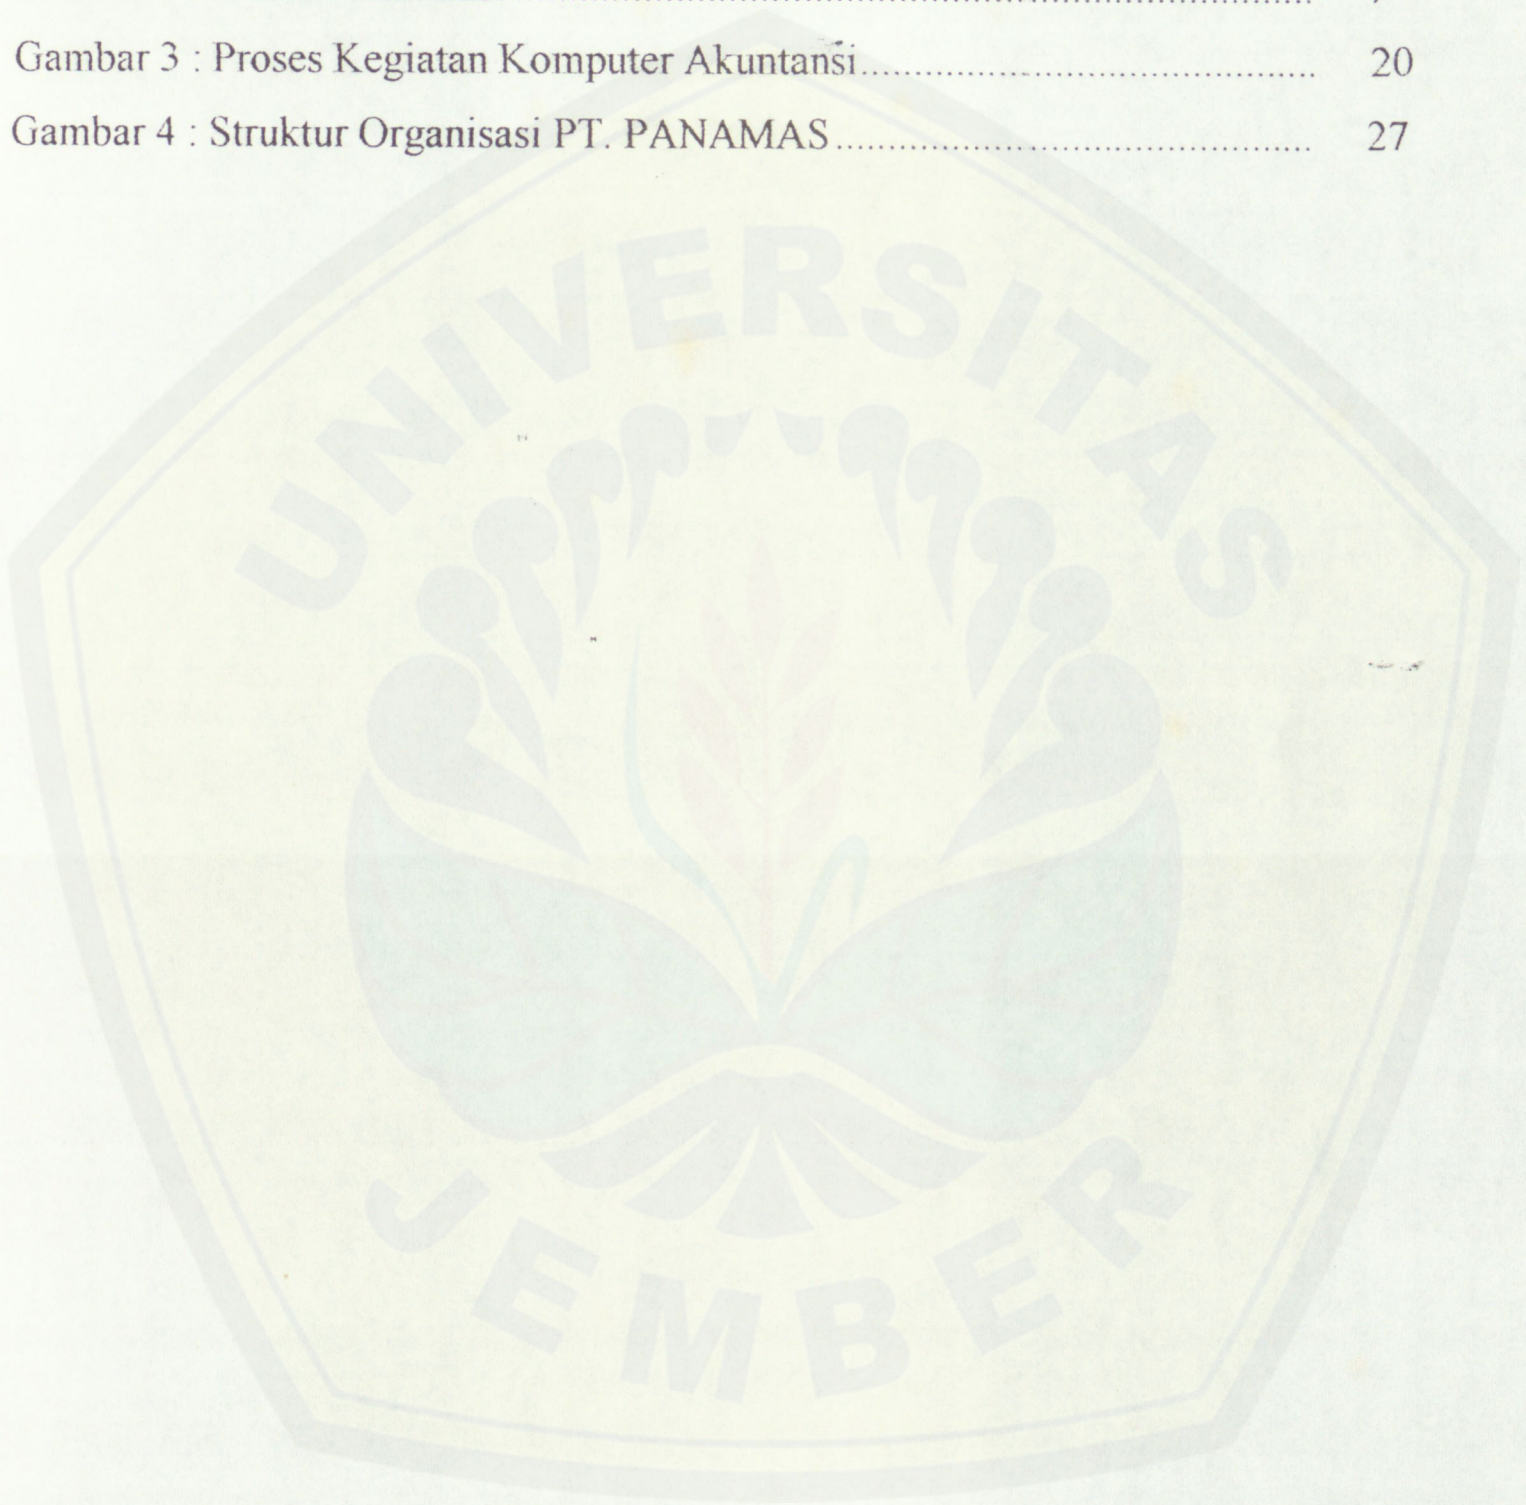 Gambar 3 : Proses Kegiatan Komputer Akuntansi.......................................... 20
Gambar 4 : Struktur Organisasi PT. PANAMAS............................................ 27
UNIVERSITAS
JEMBER